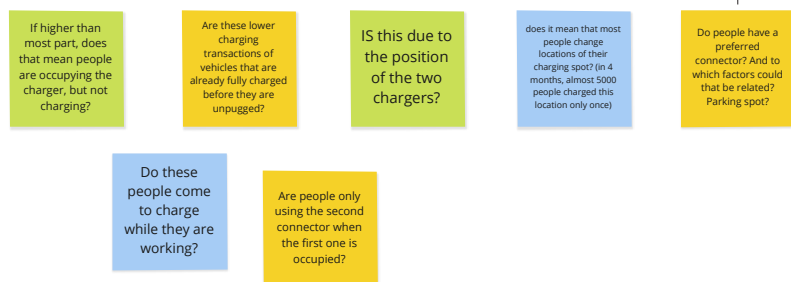 If higher than
most part, does
that mean people
are occupying the
charger, but not
charging?
Are these lower
charging
transactions of
vehicles that are
already fully charged
before they are
unpugged?
IS this due to
the position
of the two
chargers?
does it mean that most
people change
locations of their
charging spot? (in 4
months, almost 5000
people charged this
location only once)
Do people have a
preferred
connector? And to
which factors could
that be related?
Parking spot?
Do these
people come
to charge
while they are
working?
Are people only
using the second
connector when
the first one is
occupied?